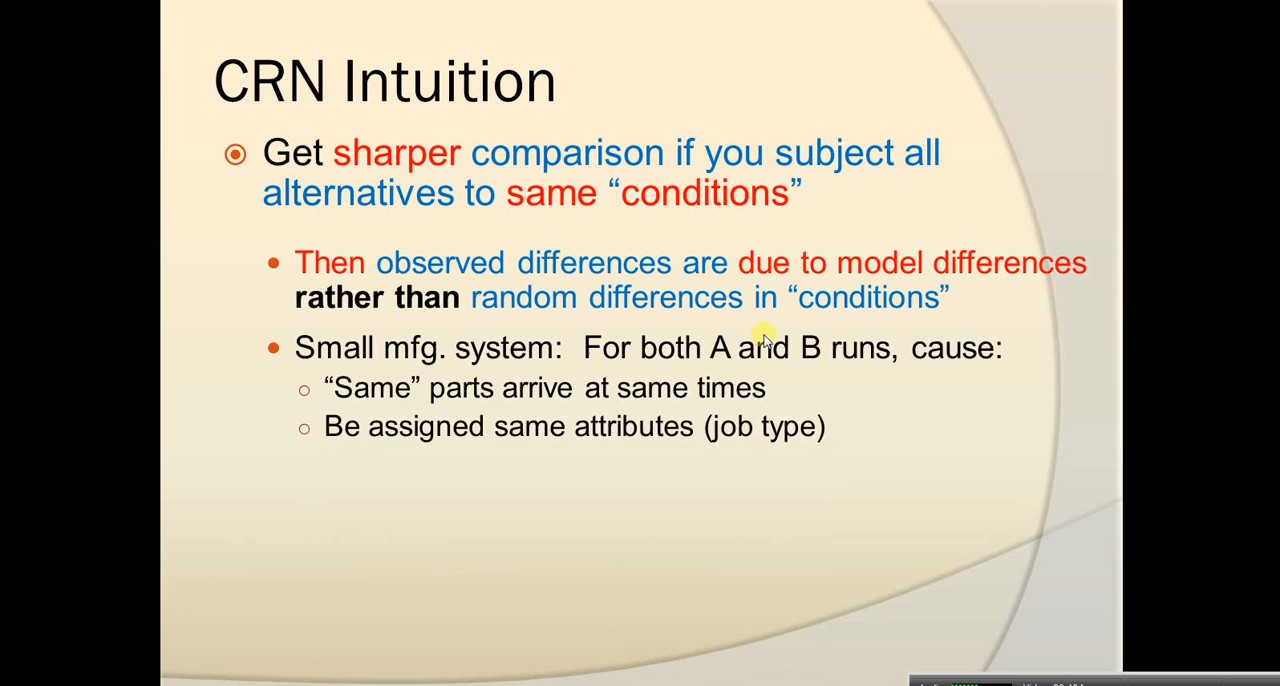 CRN Intuition
Get sharper comparison if you subject all
alternatives to same “conditions”
Then observed differences are due to model differences
rather than random differences in “conditions”
Small mfg. system: For both A and B runs, cause:
“Same” parts arrive at same times
Be assigned same attributes (job type)